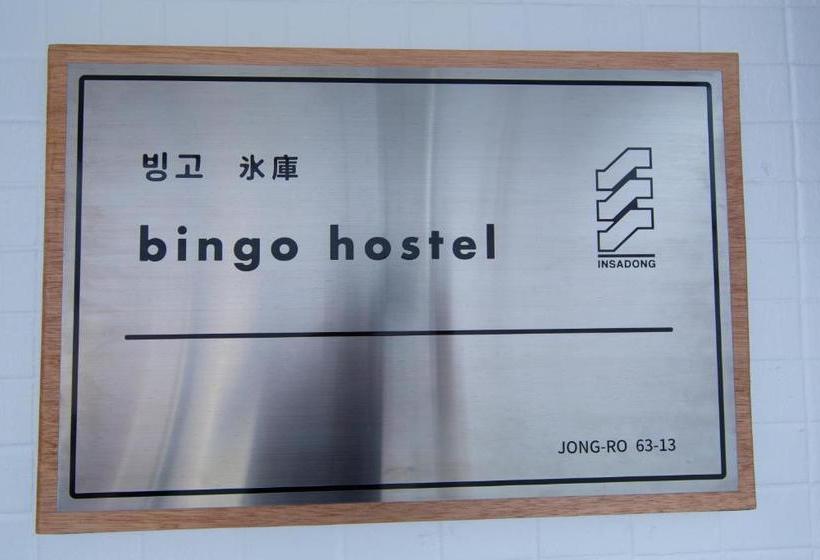 빙고 氷庫
bingo hostel
INSADONG
JONG-RO 63-13